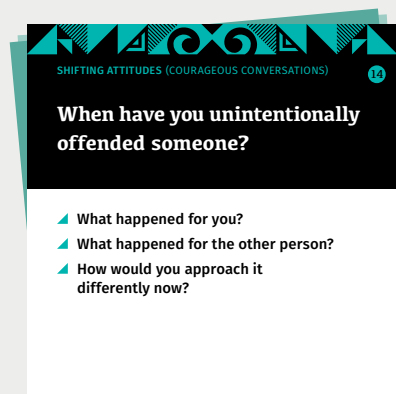 SHIFTING ATTITUDES (COURAGEOUS CONVERSATIONS)
14
When have you unintentionally
offended someone?
What happened for you?
What happened for the other person?
How would you approach it
differently now?